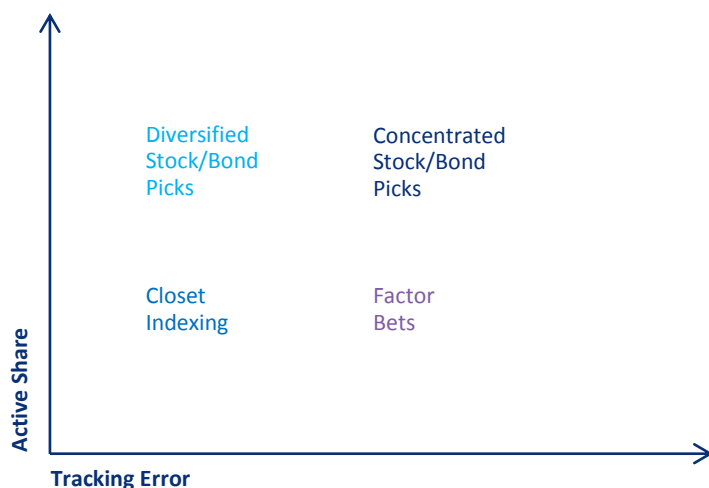 Diversified
Stock/Bond
Picks
Concentrated
Stock/Bond
Picks
Closet
Indexing
Factor
Bets
Active Share
Tracking Error